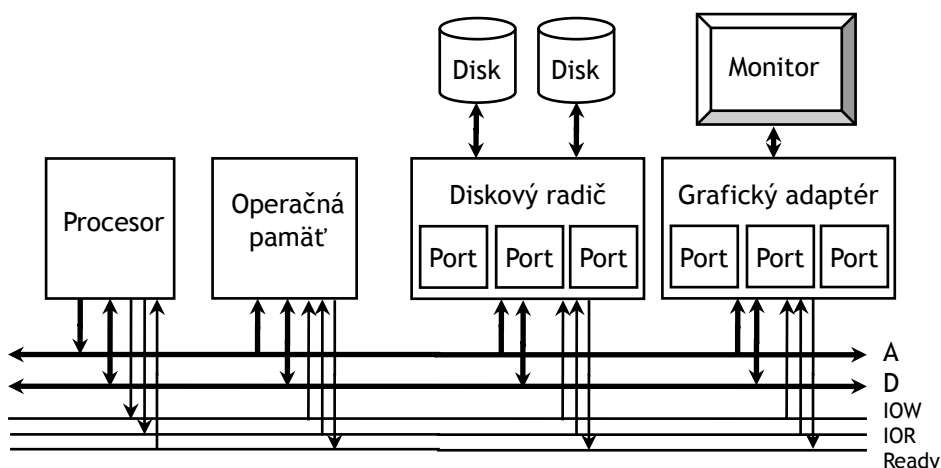 Disk
Disk
Monitor
Procesor
Operačná
pamäť
Diskový radič
Port
Port
Port
Grafický adaptér
Port
Port
Port
A
D
IOW
IOR
Ready